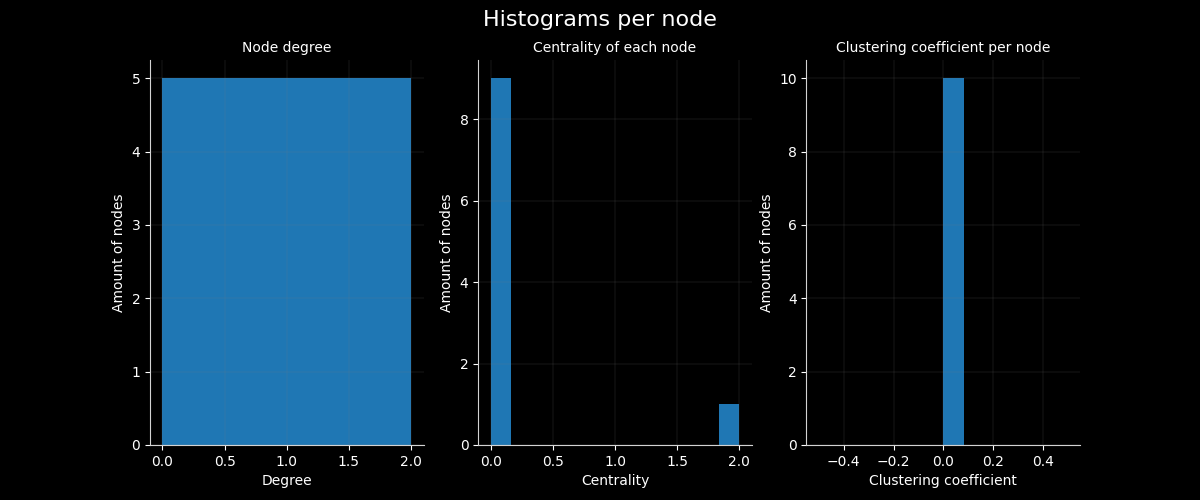 Histograms per node
Node degree
Amount of nodes
5
4
3
2
1
0
0.0 0.5 1.0 1.5 2.0
Degree
Centrality of each node
Amount of nodes
8
6
4
2
0
0.0 0.5 1.0 1.5 2.0
Centrality
Clustering coefficient per node
Amount of nodes
10
8
6
4
2
0
−0.4 −0.2 0.0 0.2 0.4
Clustering coefficient